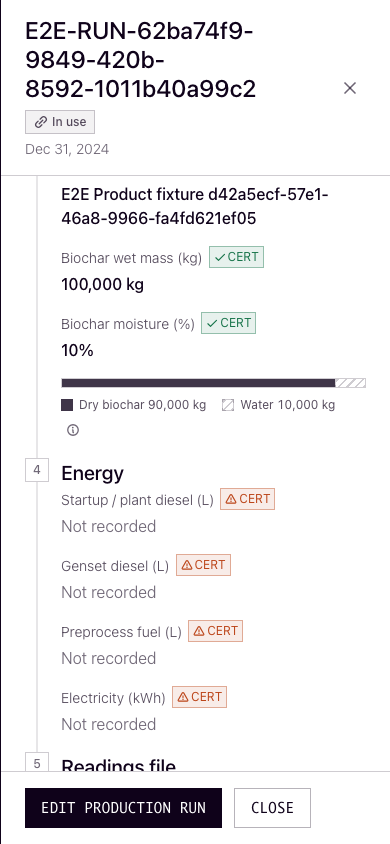 E2E-RUN-62ba74f9-
9849-420b-
8592-1011b40a99c2
In use
Dec 31, 2024
E2E Product fixture d42a5ecf-57e1-
46a8-9966-fa4fd621ef05
Biochar wet mass (kg) CERT
100,000 kg
Biochar moisture (%) CERT
10%
Dry biochar 90,000 kg Water 10,000 kg
4 Energy
Startup / plant diesel (L) CERT
Not recorded
Genset diesel (L) CERT
Not recorded
Preprocess fuel (L) CERT
Not recorded
Electricity (kWh) CERT
Not recorded
5 Readings file
EDIT PRODUCTION RUN CLOSE